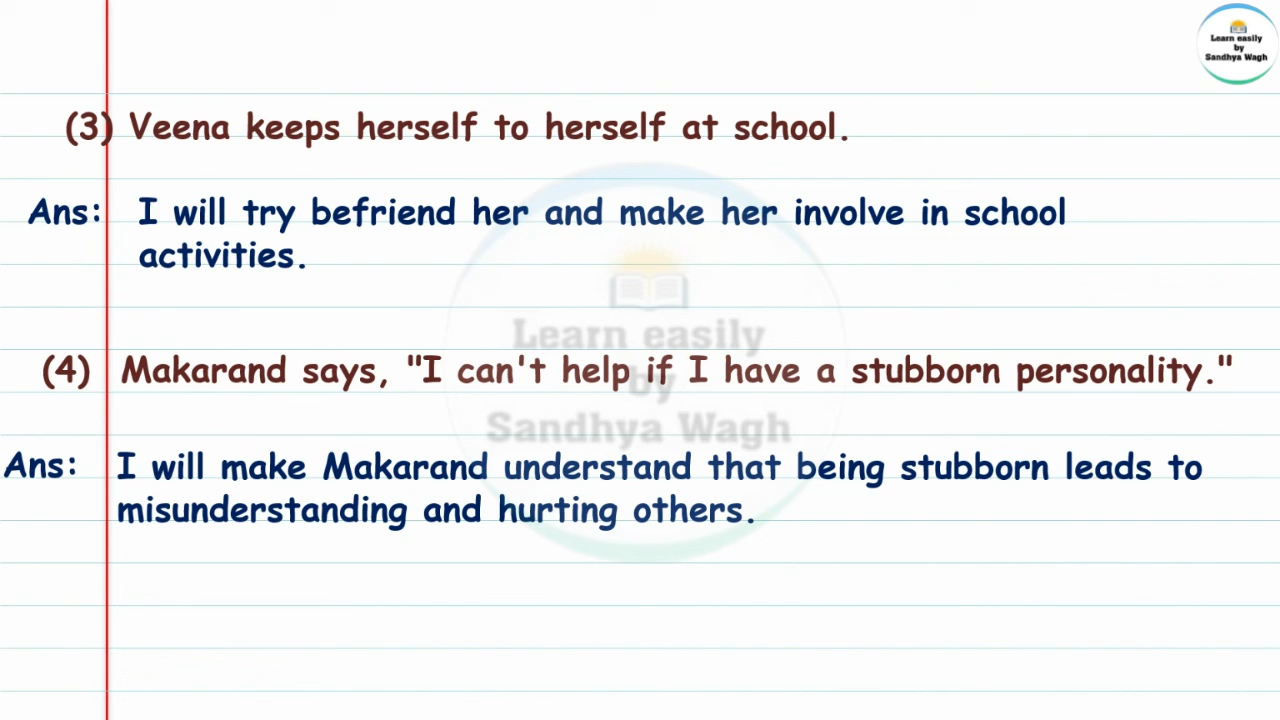 Learn easily
by
Sandhya Wagh
(3) Veena keeps herself to herself at school.
Ans: I will try befriend her and make her involve in school
activities.
Learn easily
by
Sandhya Wagh
(4) Makarand says, "I can't help if I have a stubborn personality."
Ans: I will make Makarand understand that being stubborn leads to
misunderstanding and hurting others.